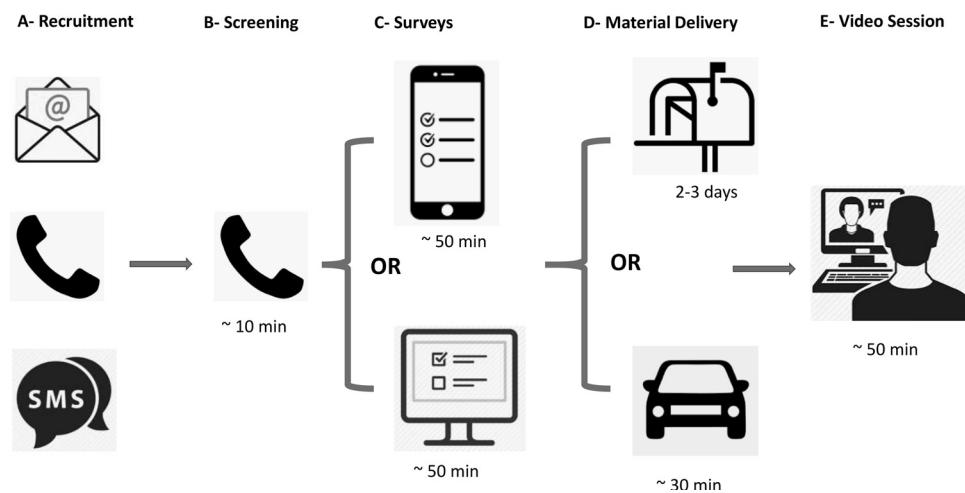 A- Recruitment
B- Screening
C- Surveys
D- Material Delivery
E- Video Session
@
2-3 days
~ 50 min
OR
OR
~ 10 min
~ 50 min
SMS
~ 50 min
~ 30 min